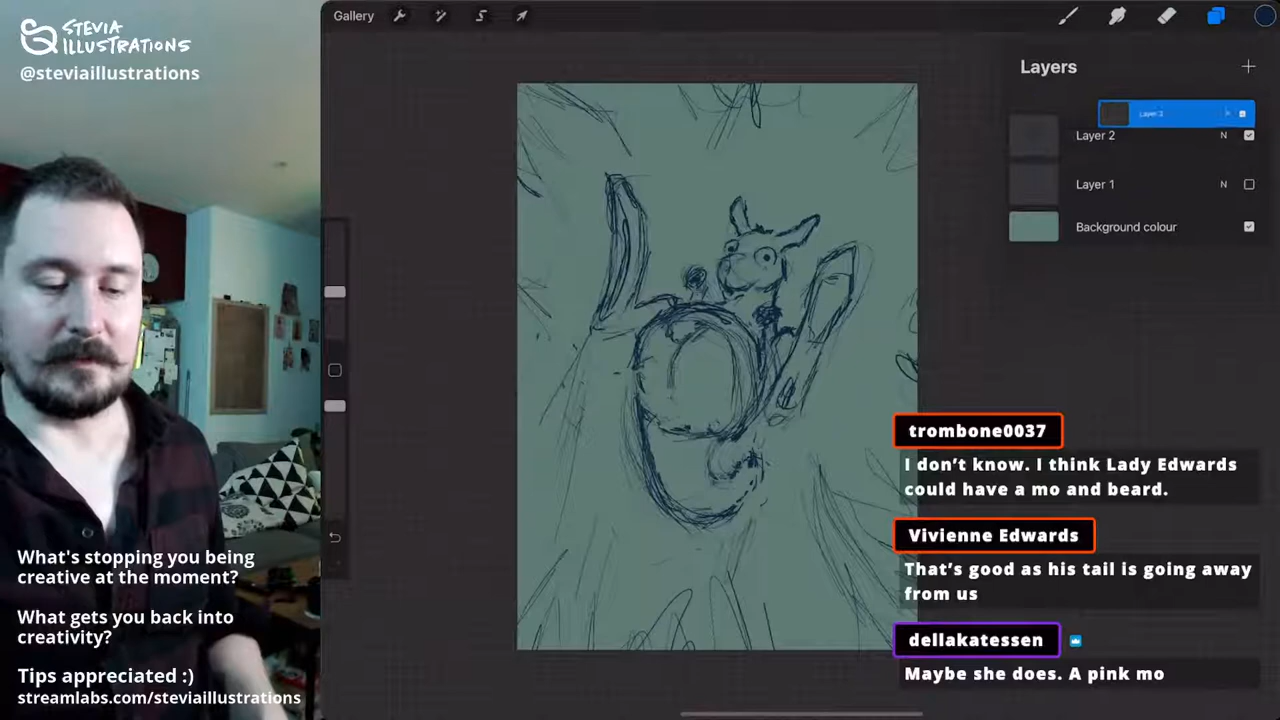 STEVIA
ILLUSTRATIONS
@steviaillustrations
Gallery
Layers
Layer 3
Layer 2
N
Layer 1
N
Background colour
trombone0037
I don't know. I think Lady Edwards
could have a mo and beard.
Vivienne Edwards
That's good as his tail is going away
from us
dellakatessen
Maybe she does. A pink mo
What's stopping you being
creative at the moment?
What gets you back into
creativity?
Tips appreciated :)
streamlabs.com/steviaillustrations